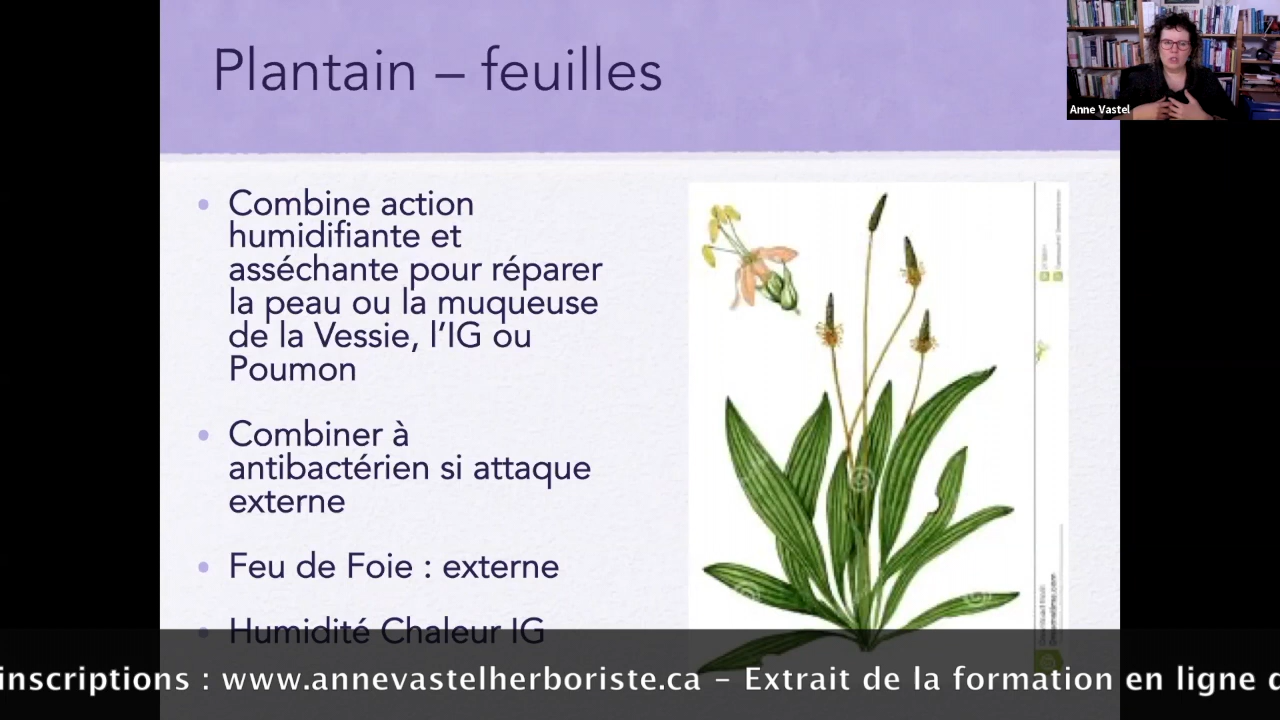 Plantain – feuilles
Anne Vastel
• Combine action
humidifiante et
asséchante pour réparer
la peau ou la muqueuse
de la Vessie, l’IG ou
Poumon
• Combiner à
antibactérien si attaque
externe
• Feu de Foie : externe
• Humidité Chaleur IG
inscriptions : www.annevastelherboriste.ca – Extrait de la formation en ligne